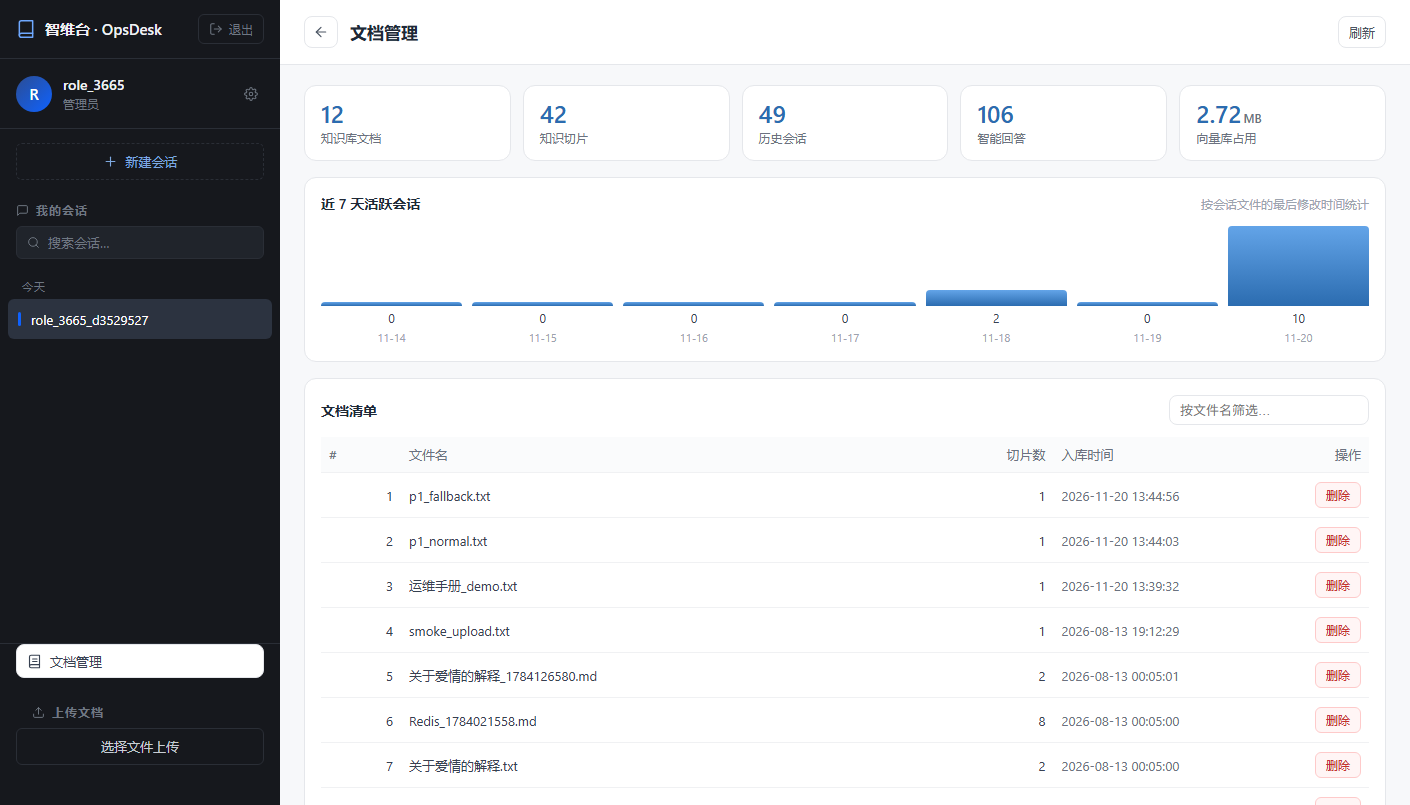 智维台 · OpsDesk
退出
R
role_3665
管理员
新建会话
我的会话
搜索会话...
今天
role_3665_d3529527
文档管理
上传文档
选择文件上传
文档管理
刷新
12
知识库文档
42
知识切片
49
历史会话
106
智能回答
2.72 MB
向量库占用
近 7 天活跃会话
按会话文件的最后修改时间统计
0
11-14
0
11-15
0
11-16
0
11-17
2
11-18
0
11-19
10
11-20
文档清单
按文件名筛选...
# 文件名 切片数 入库时间 操作
1 p1_fallback.txt 1 2026-11-20 13:44:56 删除
2 p1_normal.txt 1 2026-11-20 13:44:03 删除
3 运维手册_demo.txt 1 2026-11-20 13:39:32 删除
4 smoke_upload.txt 1 2026-08-13 19:12:29 删除
5 关于爱情的解释_1784126580.md 2 2026-08-13 00:05:01 删除
6 Redis_1784021558.md 8 2026-08-13 00:05:00 删除
7 关于爱情的解释.txt 2 2026-08-13 00:05:00 删除